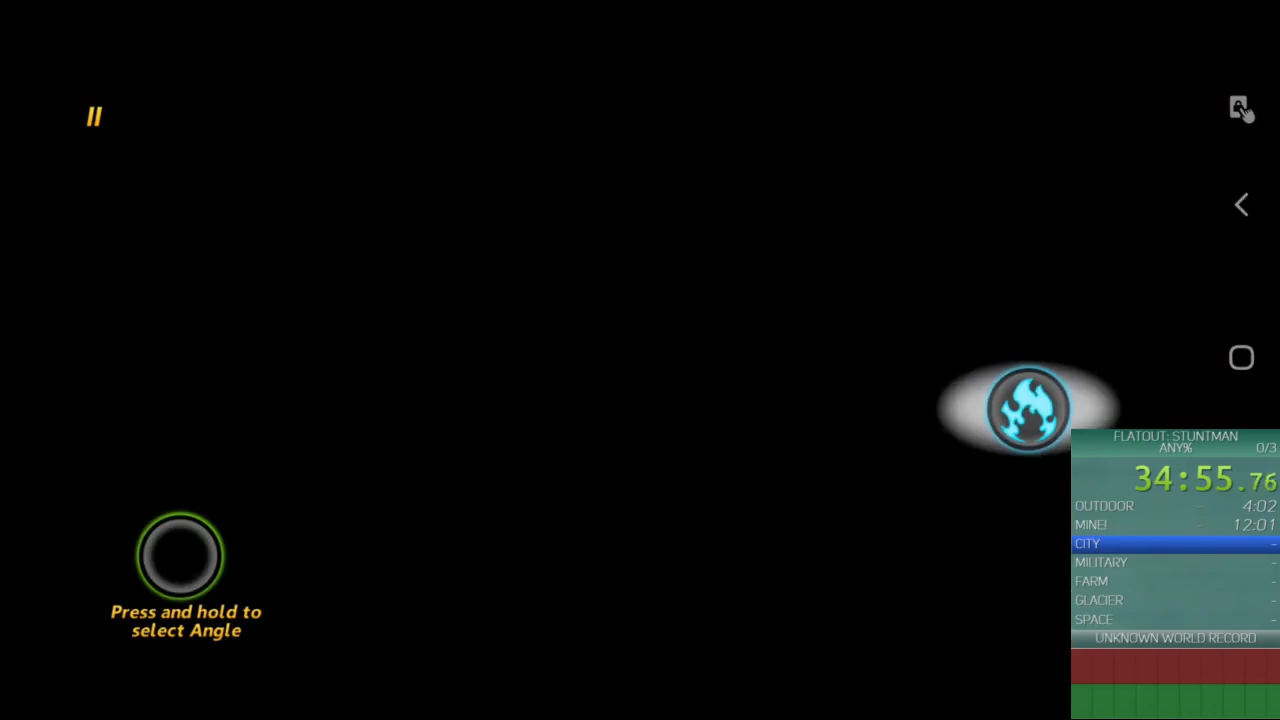 Press and hold to
select Angle
FLATOUT: STUNTMAN
ANY% 0/3
34:55.76
OUTDOOR - 4:02
MINE! - 12:01
CITY -
MILITARY -
FARM -
GLACIER -
SPACE -
UNKNOWN WORLD RECORD